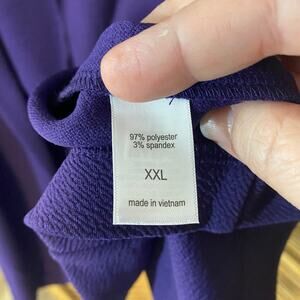 97% polyester
3% spandex
XXL
made in vietnam